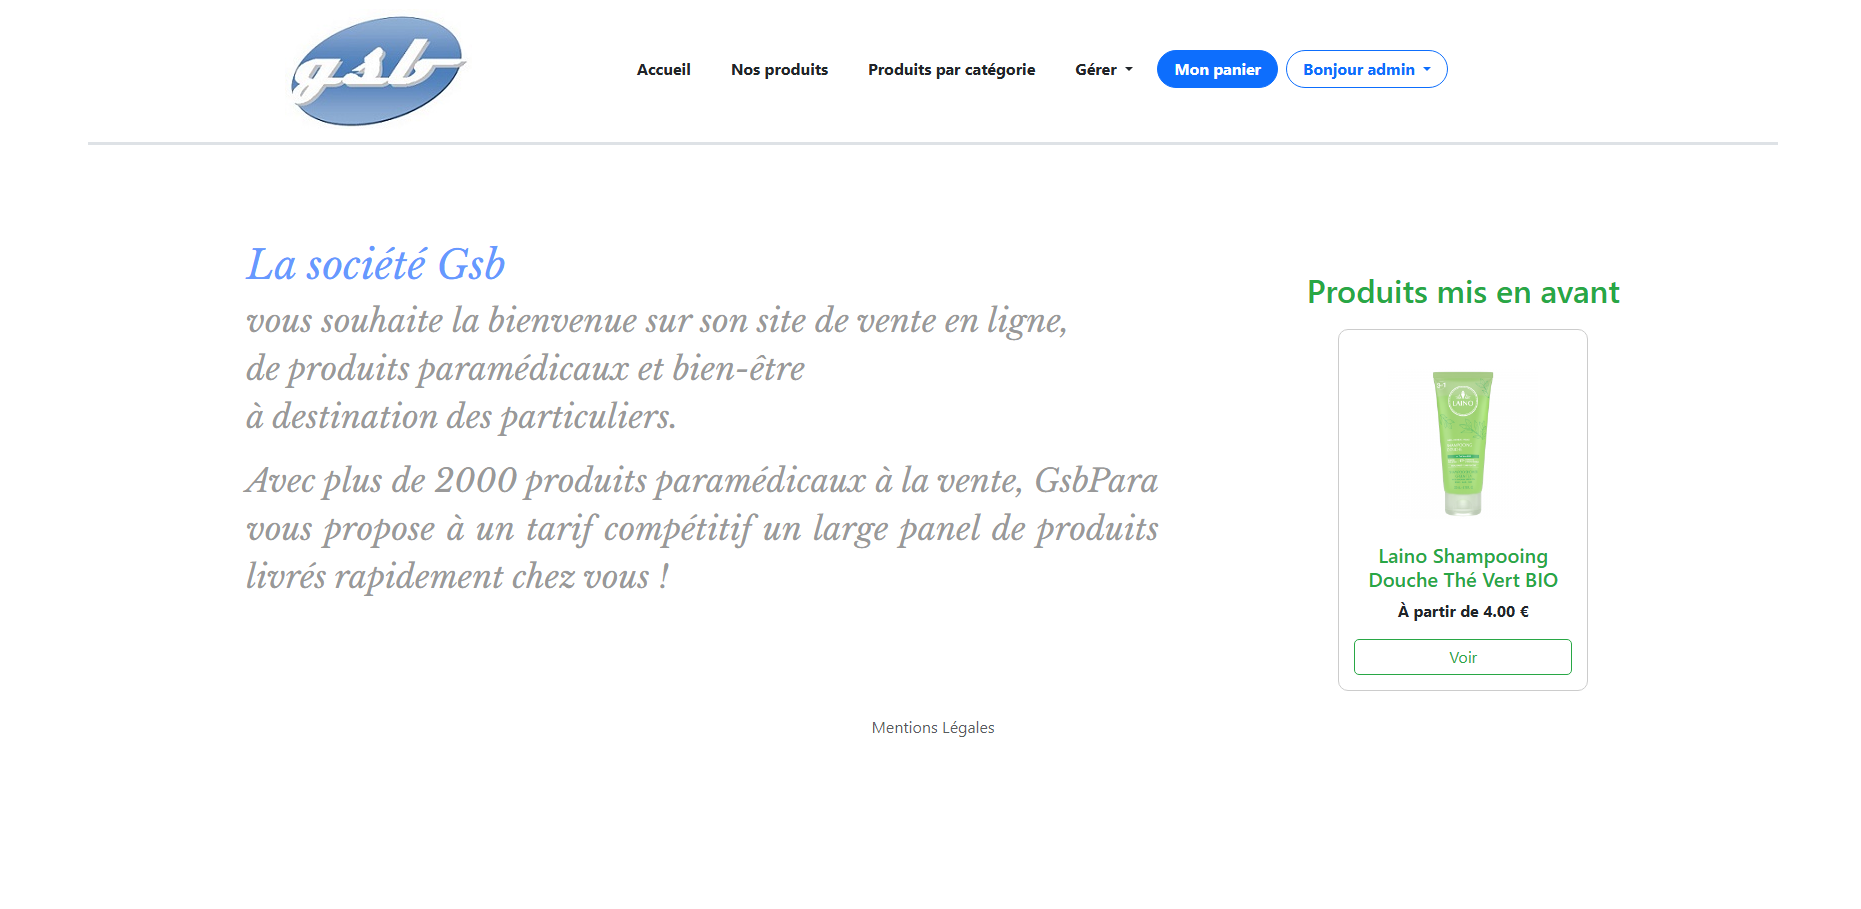 gsb
Accueil
Nos produits
Produits par catégorie
Gérer
Mon panier
Bonjour admin
La société Gsb
vous souhaite la bienvenue sur son site de vente en ligne,
de produits paramédicaux et bien-être
à destination des particuliers.
Avec plus de 2000 produits paramédicaux à la vente, GsbPara
vous propose à un tarif compétitif un large panel de produits
livrés rapidement chez vous !
Produits mis en avant
LAINO
Laino Shampooing
Douche Thé Vert BIO
À partir de 4.00 €
Voir
Mentions Légales